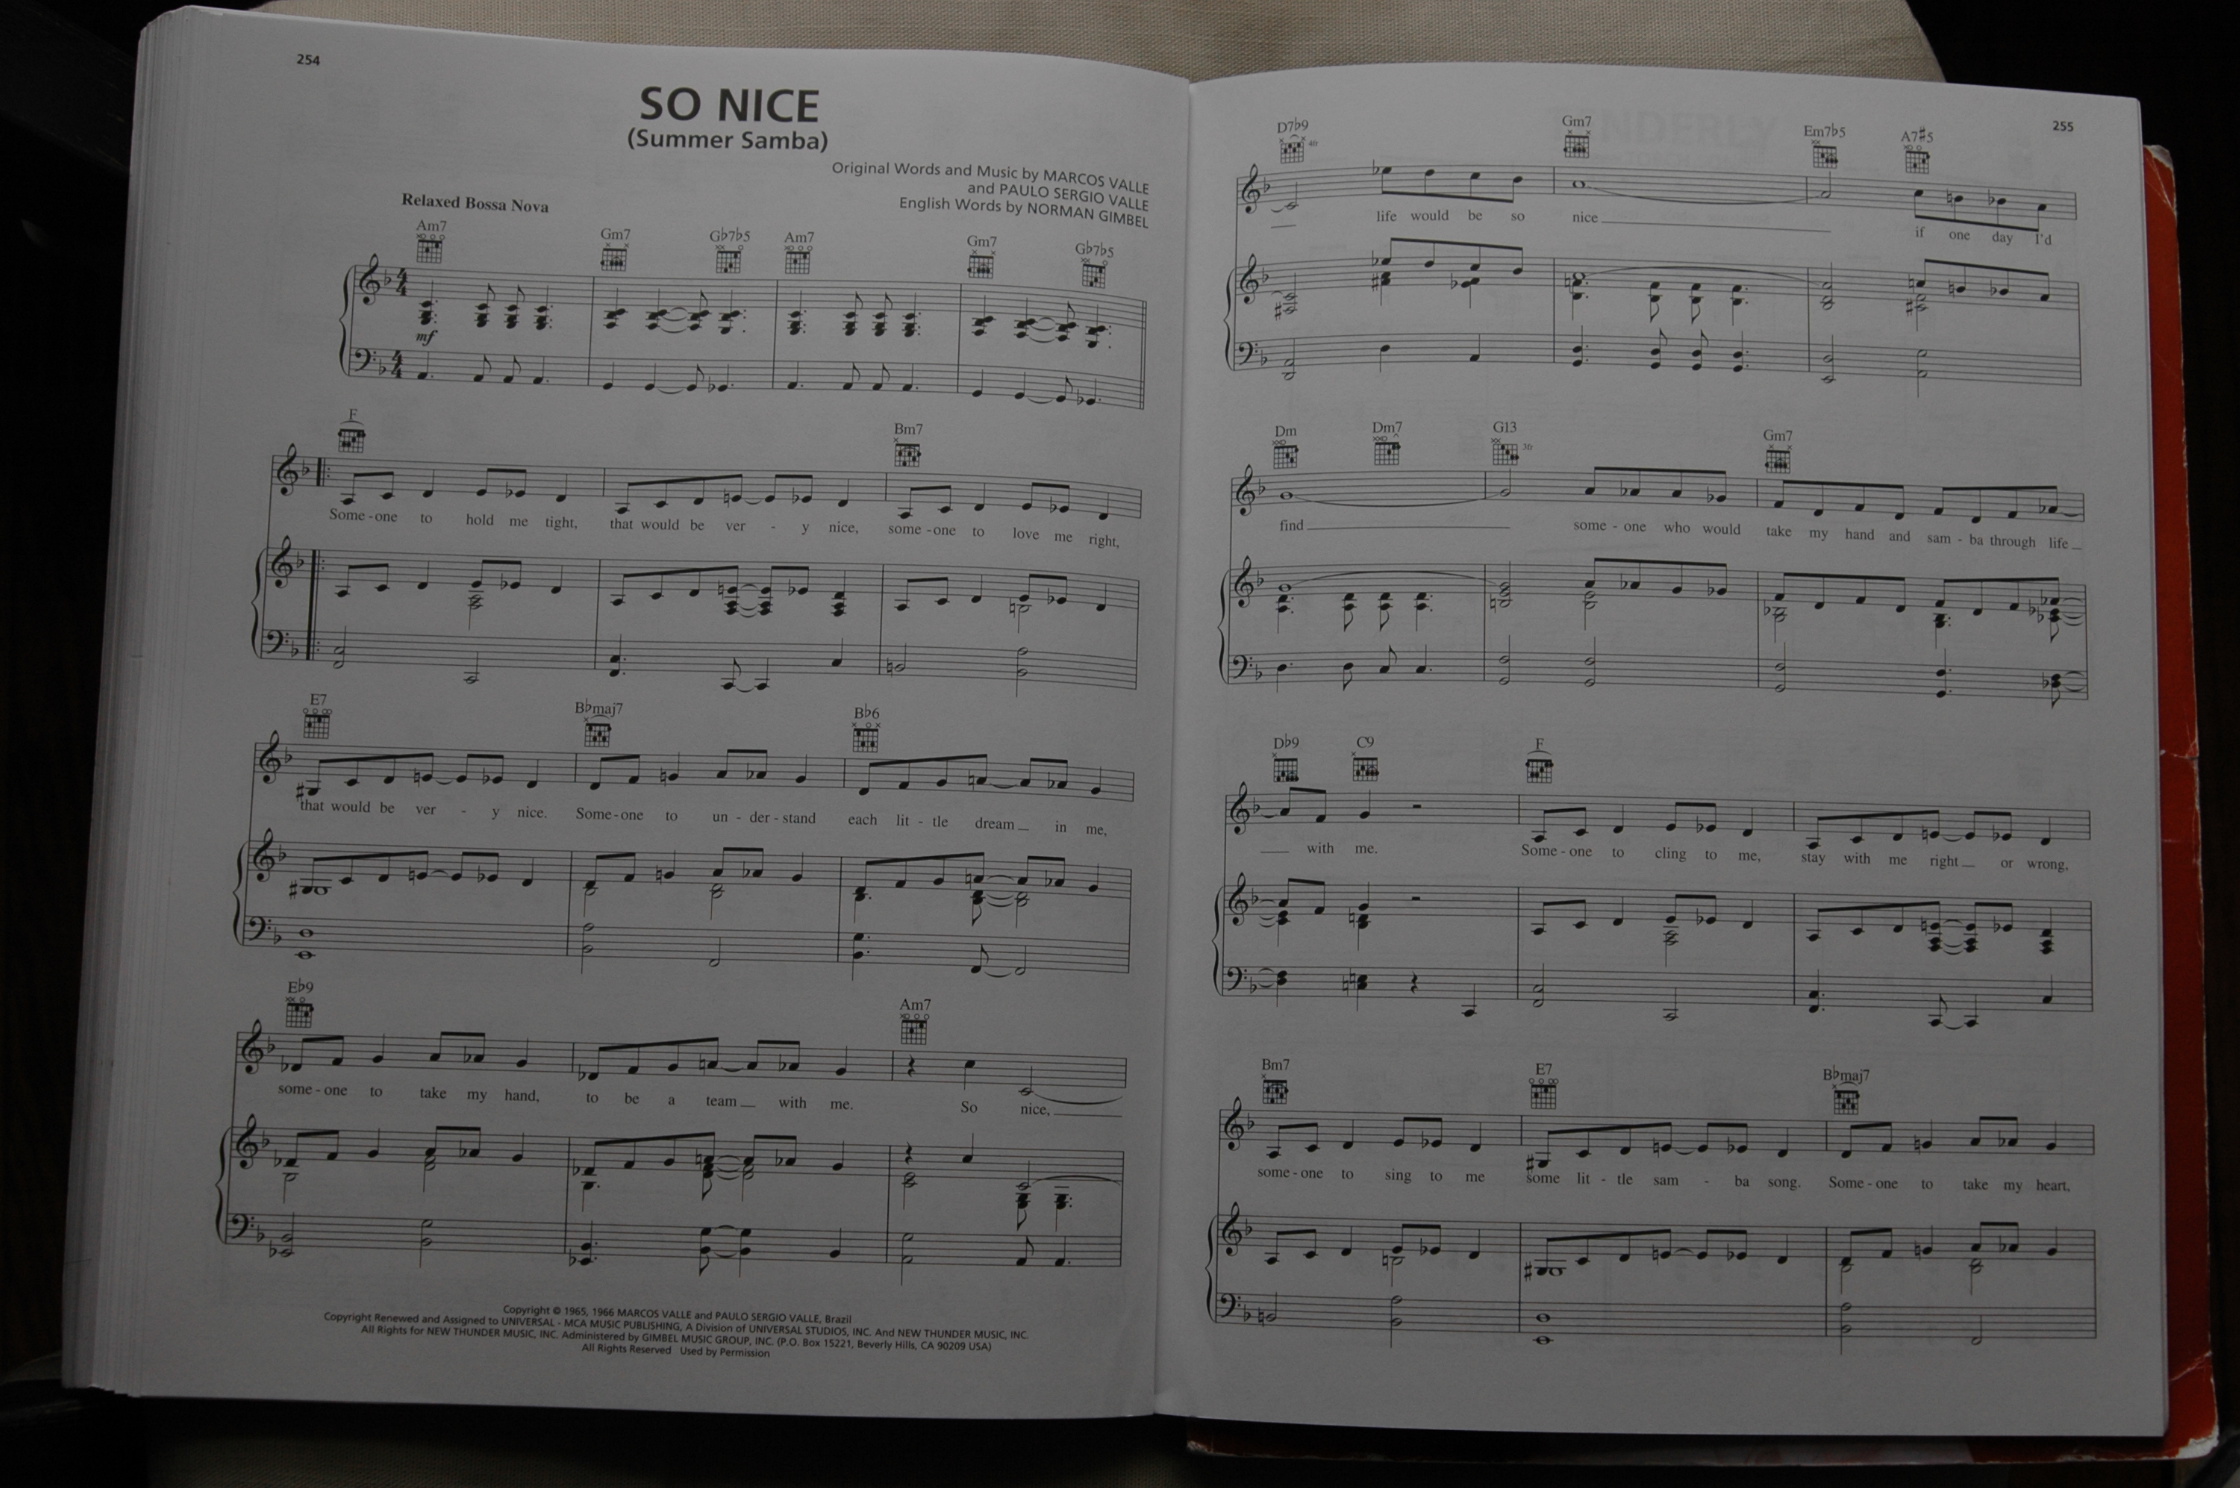 254
SO NICE
(Summer Samba)
Original Words and Music by MARCOS VALLE
and PAULO SERGIO VALLE
English Words by NORMAN GIMBEL
Relaxed Bossa Nova
Am7 Gm7 G♭7♭5 Am7 Gm7 G♭7♭5
mf
F Bm7
Some - one to hold me tight, that would be ver - y nice, some - one to love me right,
E7 B♭maj7 B♭6
that would be ver - y nice. Some - one to un - der - stand each lit - tle dream in me,
E♭9 Am7
some - one to take my hand, to be a team with me. So nice,
Copyright © 1965, 1966 MARCOS VALLE and PAULO SERGIO VALLE, Brazil
Copyright Renewed and Assigned to UNIVERSAL - MCA MUSIC PUBLISHING, A Division of UNIVERSAL STUDIOS, INC. And NEW THUNDER MUSIC, INC.
All Rights for NEW THUNDER MUSIC, INC. Administered by GIMBEL MUSIC GROUP, INC. (P.O. Box 15221, Beverly Hills, CA 90209 USA)
All Rights Reserved Used by Permission
255
D7♭9 Gm7 Em7♭5 A7♯5
life would be so nice if one day I'd
Dm Dm7 G13 Gm7
find some - one who would take my hand and sam - ba through life
D♭9 C9 F
with me. Some - one to cling to me, stay with me right or wrong,
Bm7 E7 B♭maj7
some - one to sing to me some lit - tle sam - ba song. Some - one to take my heart,